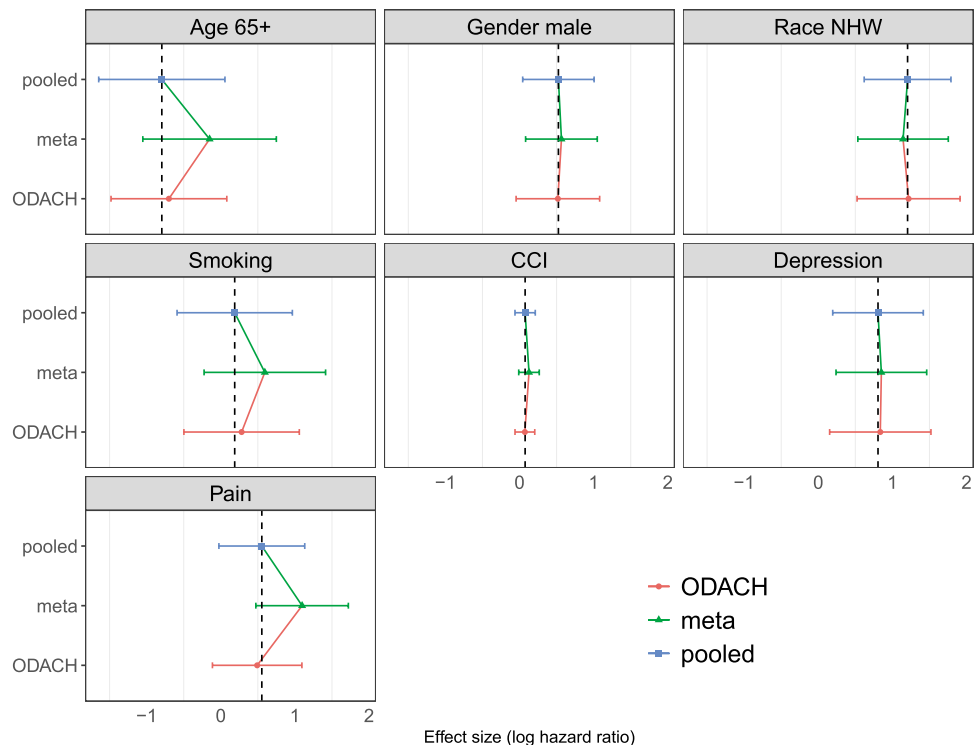 Age 65+ Gender male Race NHW
pooled
meta
ODACH
Smoking CCI Depression
pooled
meta
ODACH
−1 0 1 2 −1 0 1 2
Pain
pooled
meta
ODACH
−1 0 1 2
ODACH
meta
pooled
Effect size (log hazard ratio)